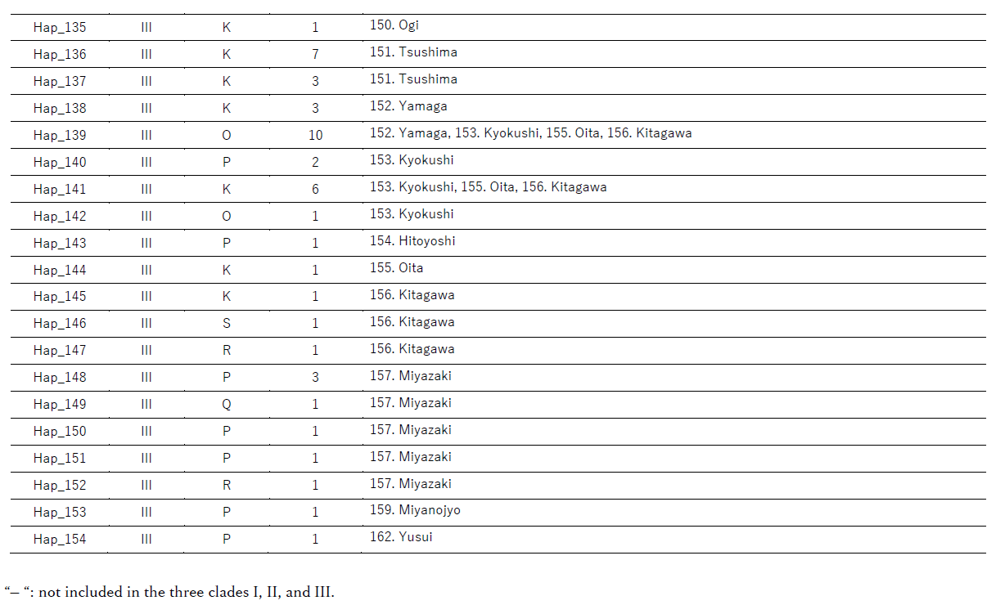 Hap_135 III K 1 150. Ogi
Hap_136 III K 7 151. Tsushima
Hap_137 III K 3 151. Tsushima
Hap_138 III K 3 152. Yamaga
Hap_139 III O 10 152. Yamaga, 153. Kyokushi, 155. Oita, 156. Kitagawa
Hap_140 III P 2 153. Kyokushi
Hap_141 III K 6 153. Kyokushi, 155. Oita, 156. Kitagawa
Hap_142 III O 1 153. Kyokushi
Hap_143 III P 1 154. Hitoyoshi
Hap_144 III K 1 155. Oita
Hap_145 III K 1 156. Kitagawa
Hap_146 III S 1 156. Kitagawa
Hap_147 III R 1 156. Kitagawa
Hap_148 III P 3 157. Miyazaki
Hap_149 III Q 1 157. Miyazaki
Hap_150 III P 1 157. Miyazaki
Hap_151 III P 1 157. Miyazaki
Hap_152 III R 1 157. Miyazaki
Hap_153 III P 1 159. Miyanojyo
Hap_154 III P 1 162. Yusui
“– “: not included in the three clades I, II, and III.